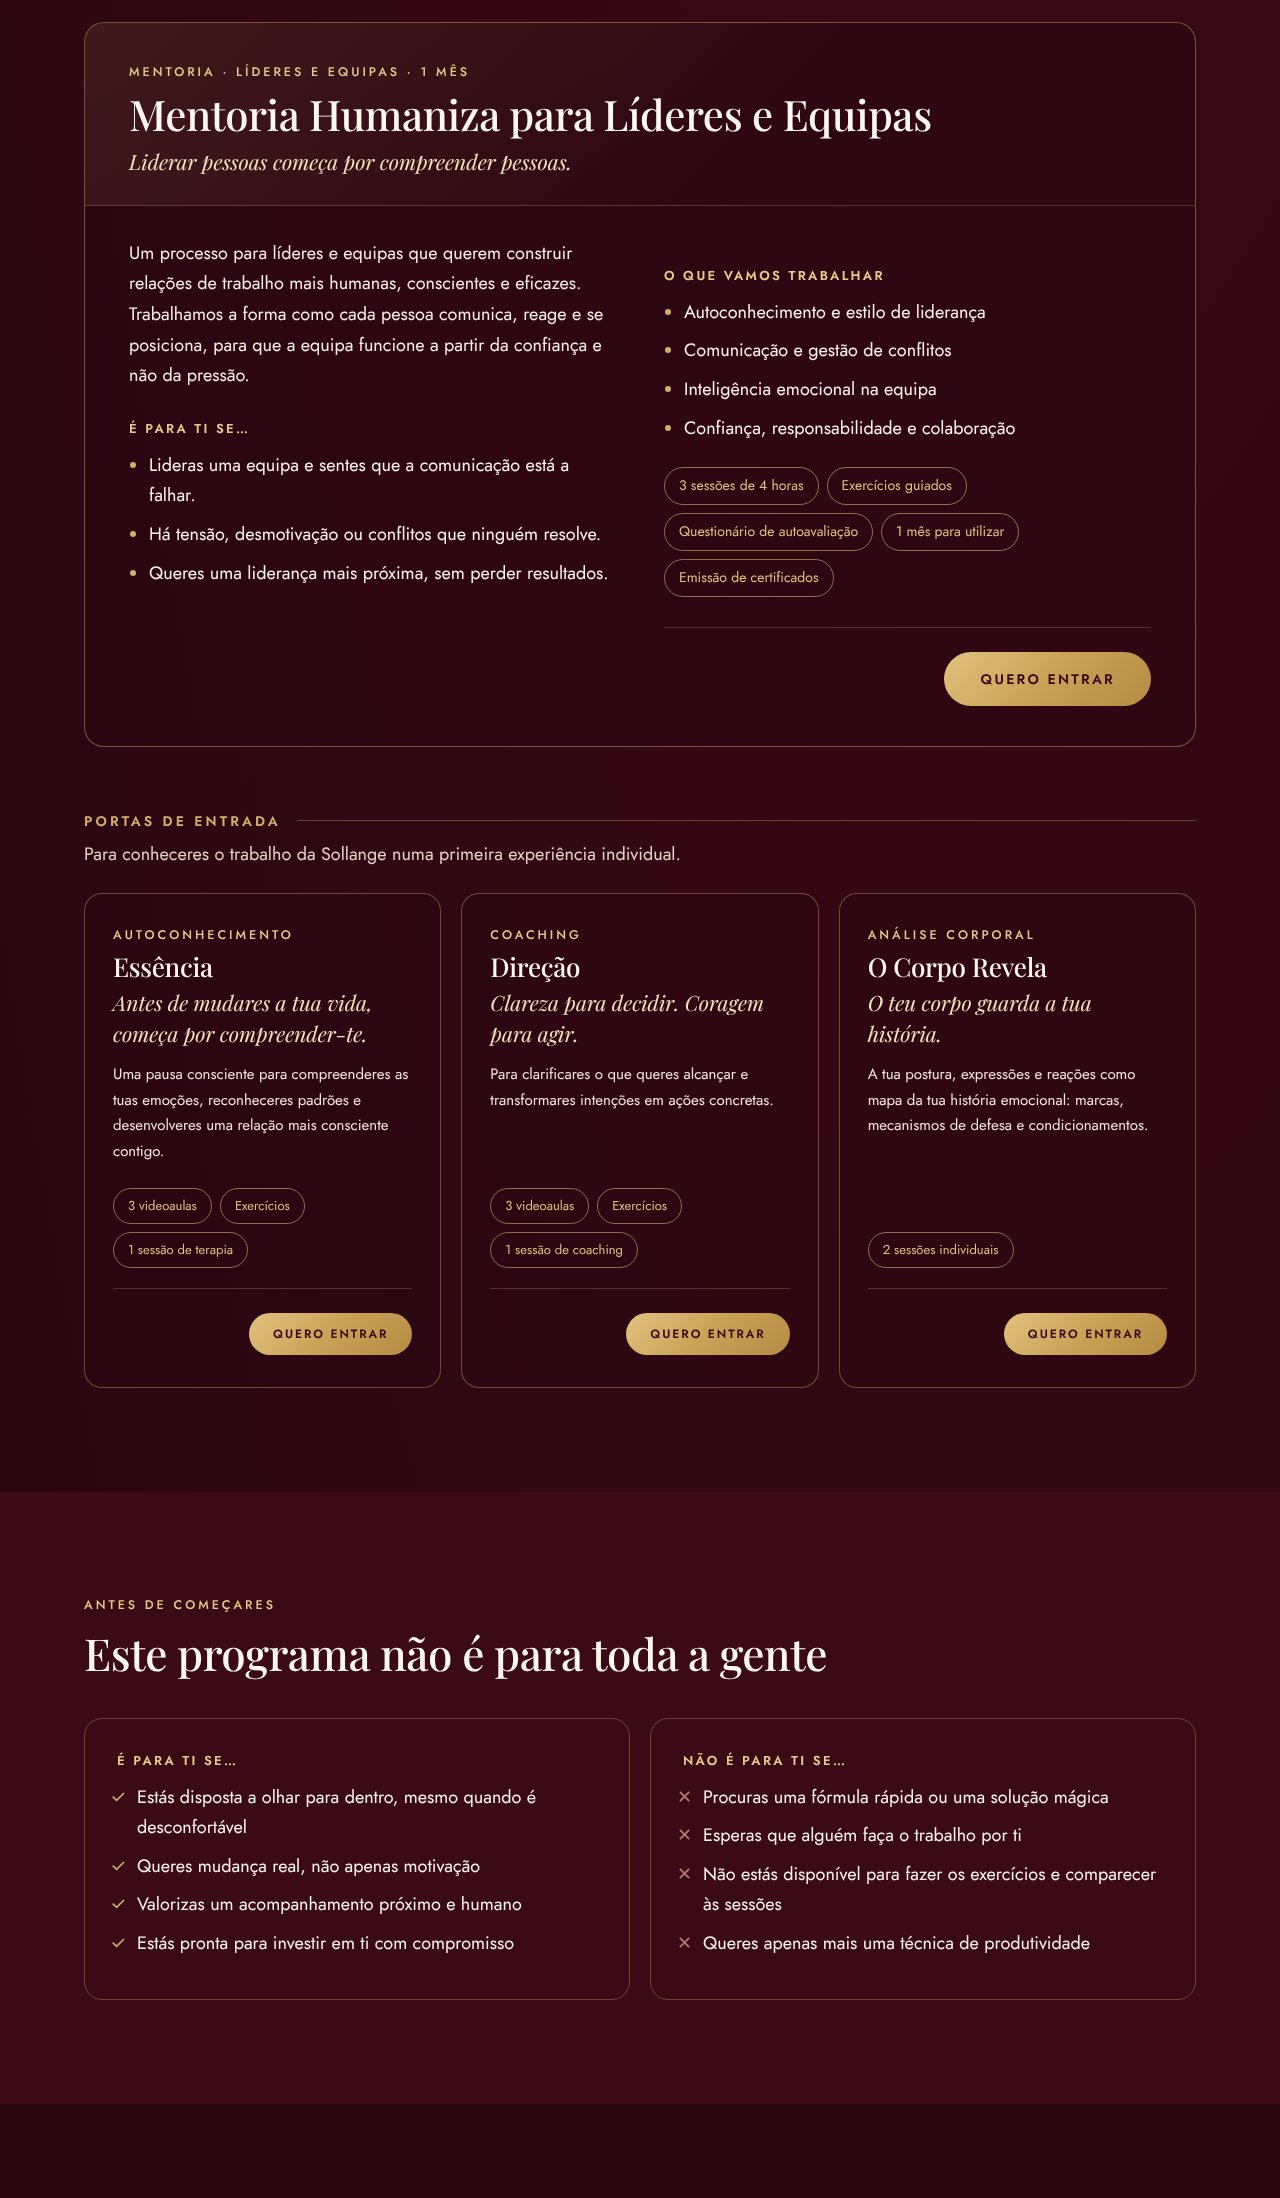 MENTORIA · LÍDERES E EQUIPAS · 1 MÊS
Mentoria Humaniza para Líderes e Equipas
Liderar pessoas começa por compreender pessoas.
Um processo para líderes e equipas que querem construir
relações de trabalho mais humanas, conscientes e eficazes.
Trabalhamos a forma como cada pessoa comunica, reage e se
posiciona, para que a equipa funcione a partir da confiança e
não da pressão.
É PARA TI SE…
Lideras uma equipa e sentes que a comunicação está a
falhar.
Há tensão, desmotivação ou conflitos que ninguém resolve.
Queres uma liderança mais próxima, sem perder resultados.
O QUE VAMOS TRABALHAR
Autoconhecimento e estilo de liderança
Comunicação e gestão de conflitos
Inteligência emocional na equipa
Confiança, responsabilidade e colaboração
3 sessões de 4 horas
Exercícios guiados
Questionário de autoavaliação
1 mês para utilizar
Emissão de certificados
QUERO ENTRAR
PORTAS DE ENTRADA
Para conheceres o trabalho da Sollange numa primeira experiência individual.
AUTOCONHECIMENTO
Essência
Antes de mudares a tua vida,
começa por compreender-te.
Uma pausa consciente para compreenderes as
tuas emoções, reconheceres padrões e
desenvolveres uma relação mais consciente
contigo.
3 videoaulas
Exercícios
1 sessão de terapia
QUERO ENTRAR
COACHING
Direção
Clareza para decidir. Coragem
para agir.
Para clarificares o que queres alcançar e
transformares intenções em ações concretas.
3 videoaulas
Exercícios
1 sessão de coaching
QUERO ENTRAR
ANÁLISE CORPORAL
O Corpo Revela
O teu corpo guarda a tua
história.
A tua postura, expressões e reações como
mapa da tua história emocional: marcas,
mecanismos de defesa e condicionamentos.
2 sessões individuais
QUERO ENTRAR
ANTES DE COMEÇARES
Este programa não é para toda a gente
É PARA TI SE…
✓ Estás disposta a olhar para dentro, mesmo quando é
desconfortável
✓ Queres mudança real, não apenas motivação
✓ Valorizas um acompanhamento próximo e humano
✓ Estás pronta para investir em ti com compromisso
NÃO É PARA TI SE…
✕ Procuras uma fórmula rápida ou uma solução mágica
✕ Esperas que alguém faça o trabalho por ti
✕ Não estás disponível para fazer os exercícios e comparecer
às sessões
✕ Queres apenas mais uma técnica de produtividade